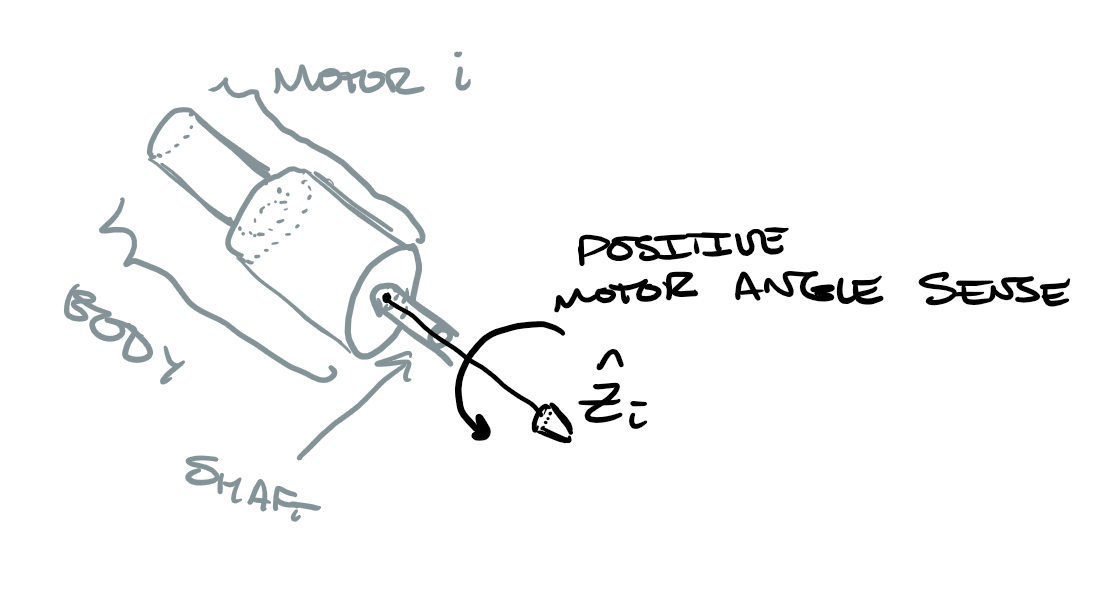 MOTOR i
POSITIVE
MOTOR ANGLE SENSE
BODY
ẑi
SHAFT